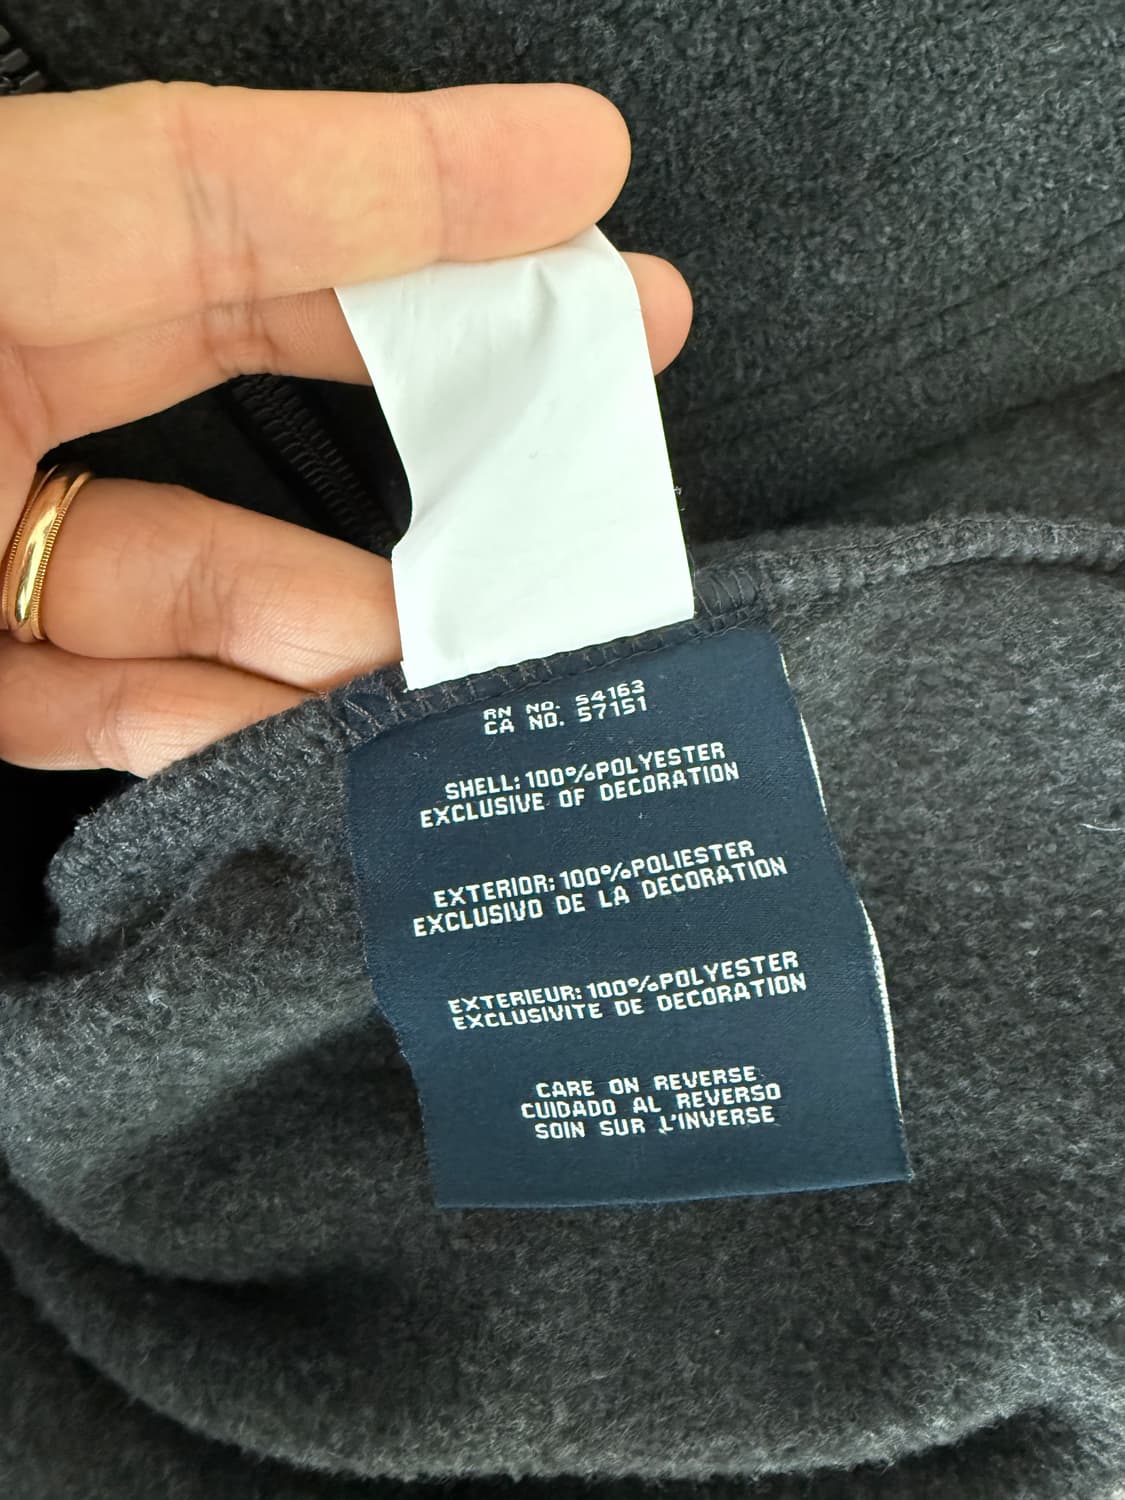 RN NO. 54163
CA NO. 57151
SHELL: 100%POLYESTER
EXCLUSIVE OF DECORATION
EXTERIOR: 100%POLIESTER
EXCLUSIVO DE LA DECORATION
EXTERIEUR: 100%POLYESTER
EXCLUSIVITE DE DECORATION
CARE ON REVERSE
CUIDADO AL REVERSO
SOIN SUR L'INVERSE